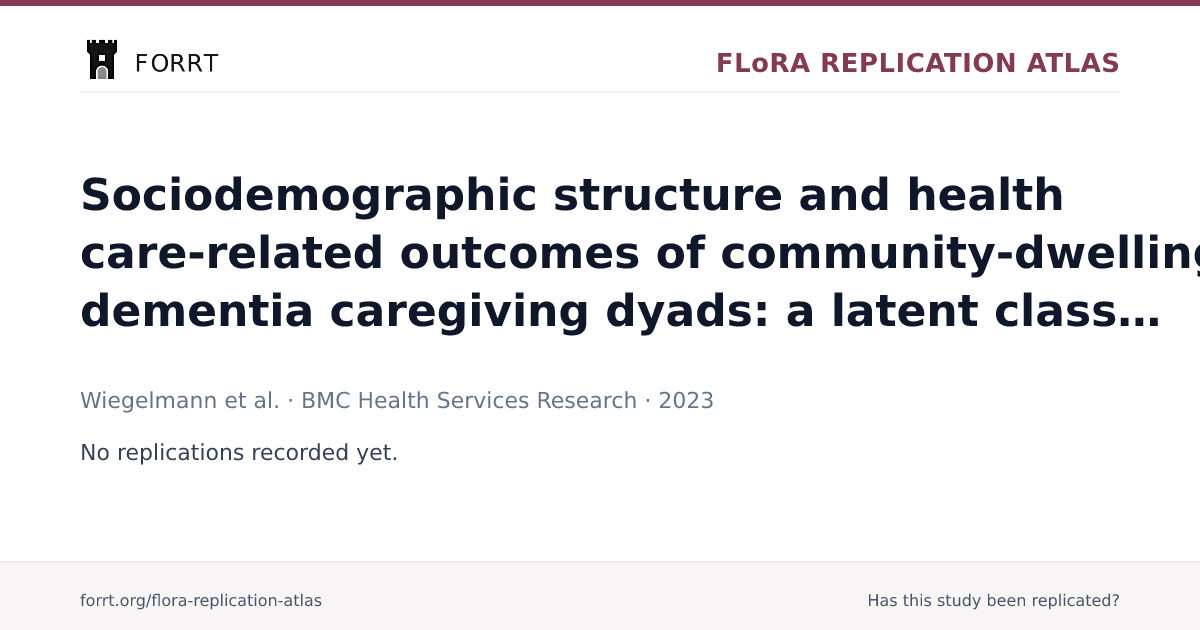 FORRT
FLoRA REPLICATION ATLAS
Sociodemographic structure and health
care-related outcomes of community-dwelling
dementia caregiving dyads: a latent class…
Wiegelmann et al. · BMC Health Services Research · 2023
No replications recorded yet.
forrt.org/flora-replication-atlas
Has this study been replicated?